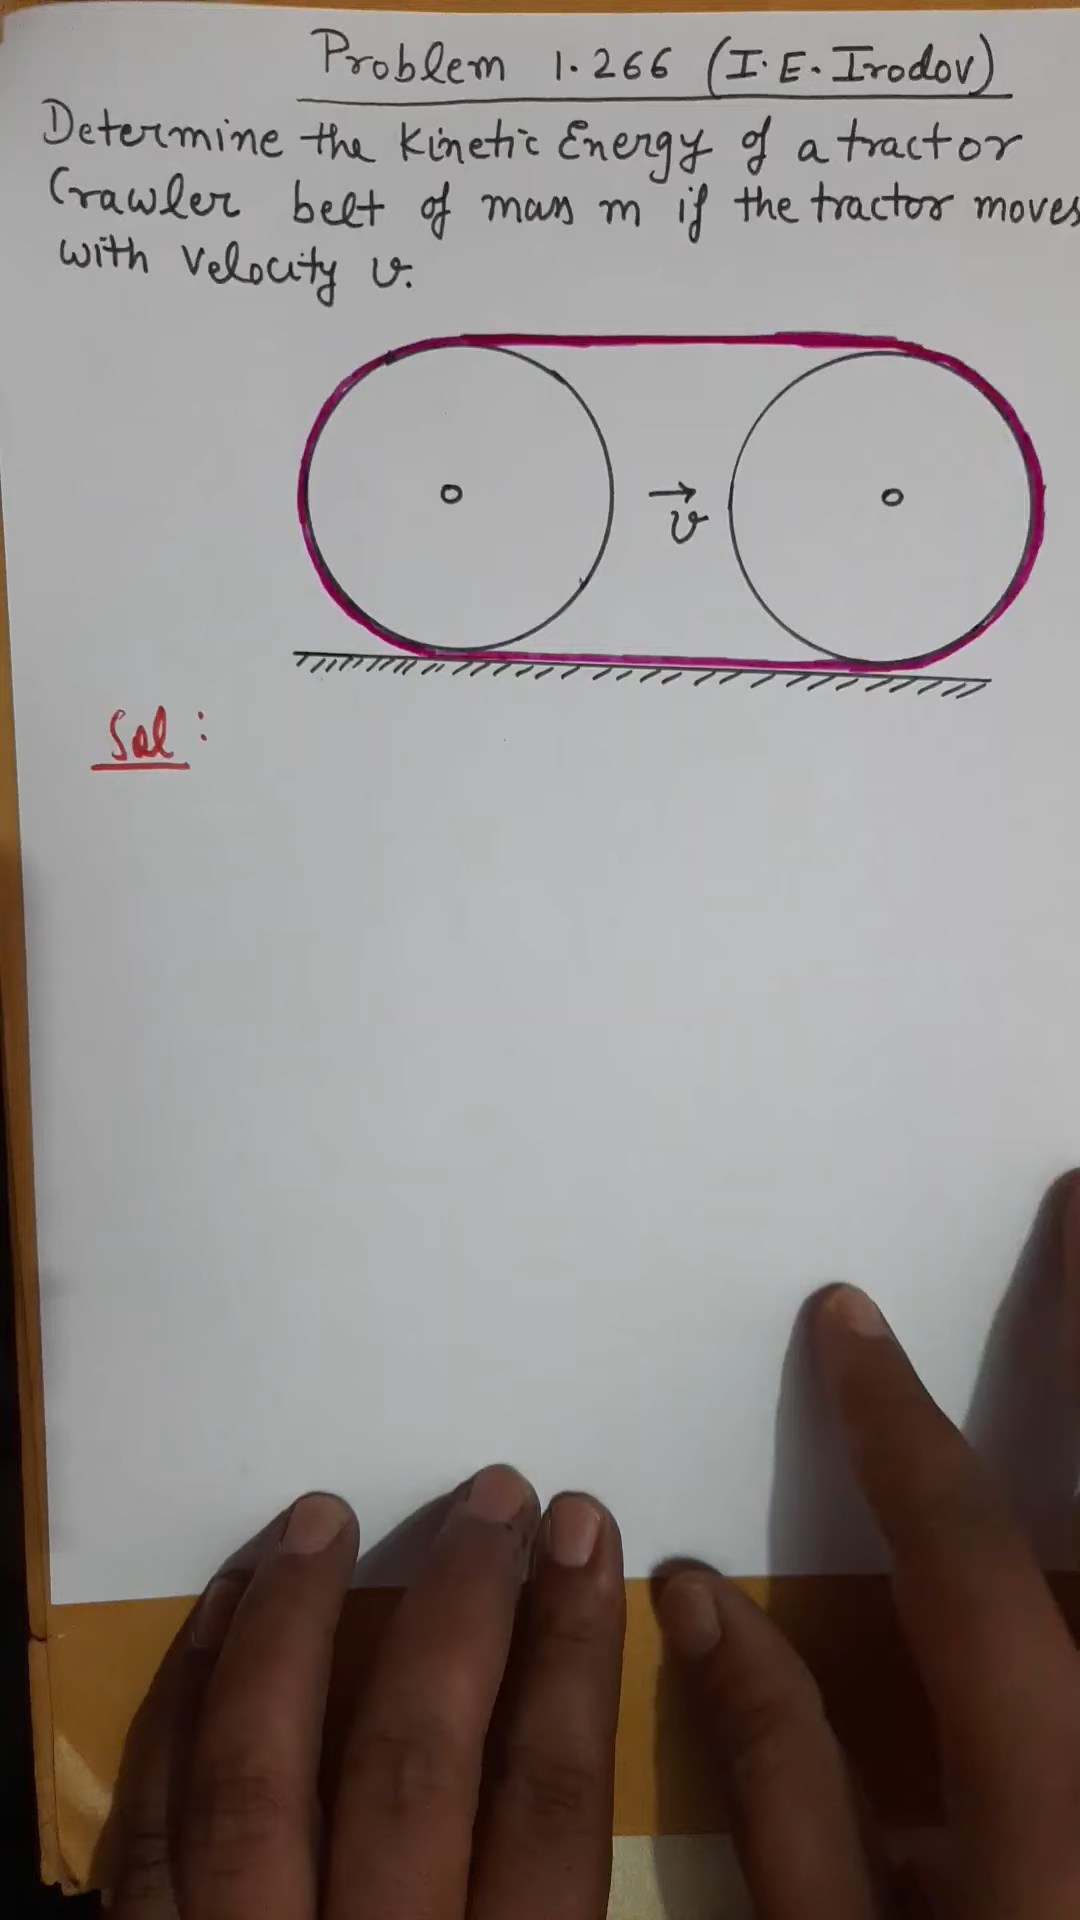 Problem 1.266 (I.E. Irodov)
Determine the Kinetic Energy of a tractor
Crawler belt of mass m if the tractor moves
with velocity v.
v
Sol :